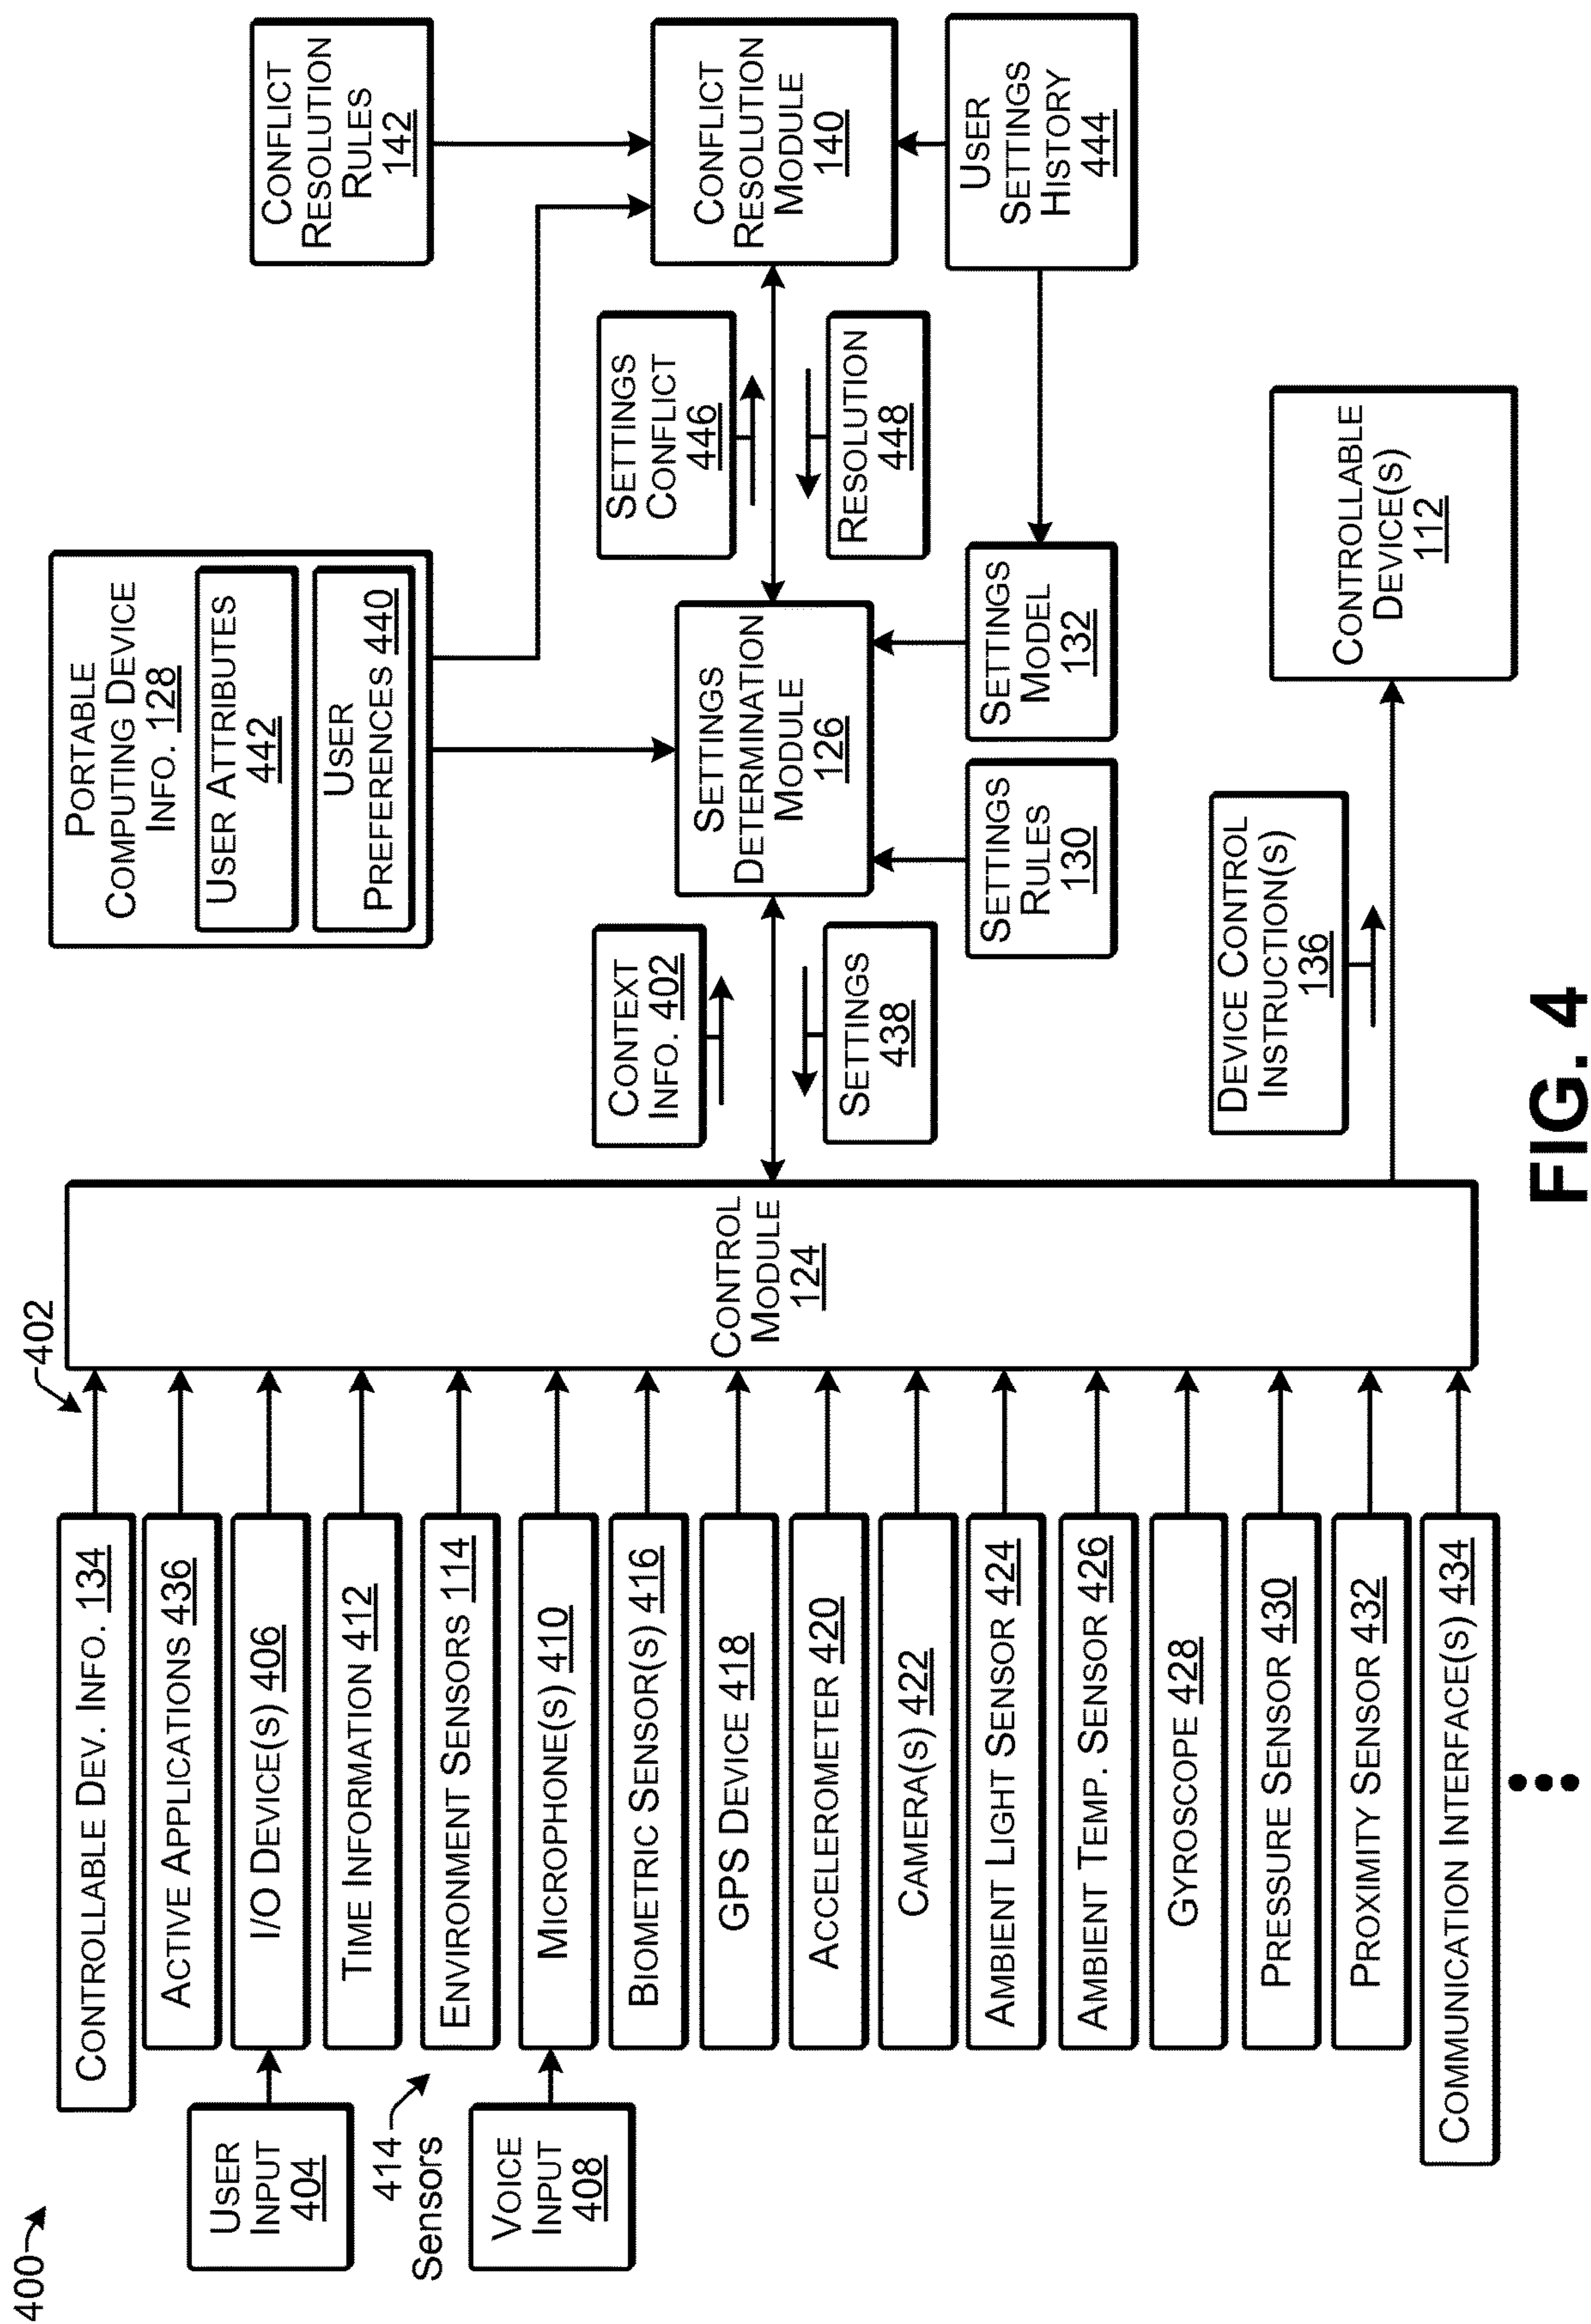 400
CONTROLLABLE DEV. INFO. 134
ACTIVE APPLICATIONS 436
USER
INPUT
404
I/O DEVICE(S) 406
TIME INFORMATION 412
414
Sensors
ENVIRONMENT SENSORS 114
VOICE
INPUT
408
MICROPHONE(S) 410
BIOMETRIC SENSOR(S) 416
GPS DEVICE 418
ACCELEROMETER 420
CAMERA(S) 422
AMBIENT LIGHT SENSOR 424
AMBIENT TEMP. SENSOR 426
GYROSCOPE 428
PRESSURE SENSOR 430
PROXIMITY SENSOR 432
COMMUNICATION INTERFACE(S) 434
402
CONTROL
MODULE
124
CONTEXT
INFO. 402
SETTINGS
438
PORTABLE
COMPUTING DEVICE
INFO. 128
USER ATTRIBUTES
442
USER
PREFERENCES 440
SETTINGS
DETERMINATION
MODULE
126
SETTINGS
RULES
130
SETTINGS
MODEL
132
SETTINGS
CONFLICT
446
RESOLUTION
448
CONFLICT
RESOLUTION
RULES
142
CONFLICT
RESOLUTION
MODULE
140
USER
SETTINGS
HISTORY
444
DEVICE CONTROL
INSTRUCTION(S)
136
CONTROLLABLE
DEVICE(S)
112
FIG. 4